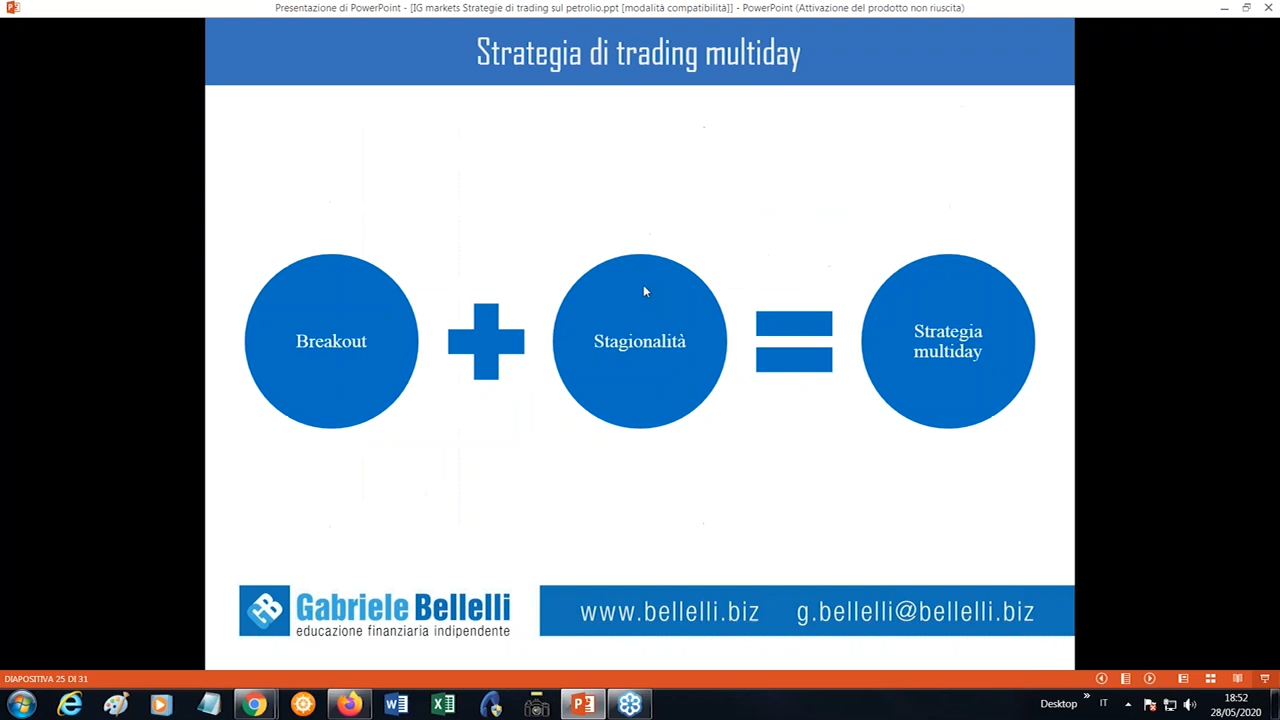 Presentazione di PowerPoint - [IG markets Strategie di trading sul petrolio.ppt [modalità compatibilità]] - PowerPoint (Attivazione del prodotto non riuscita)
Strategia di trading multiday
Breakout
Stagionalità
Strategia
multiday
Gabriele Bellelli
educazione finanziaria indipendente
www.bellelli.biz g.bellelli@bellelli.biz
DIAPOSITIVA 25 DI 31
Desktop
IT
18:52
28/05/2020